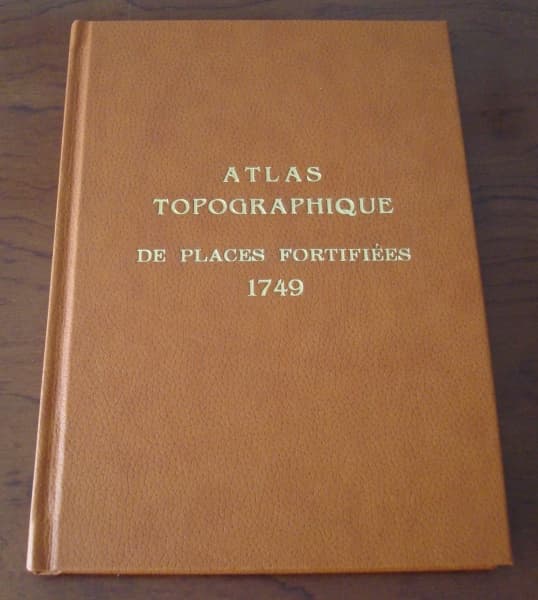 ATLAS
TOPOGRAPHIQUE
DE PLACES FORTIFIÉES
1749